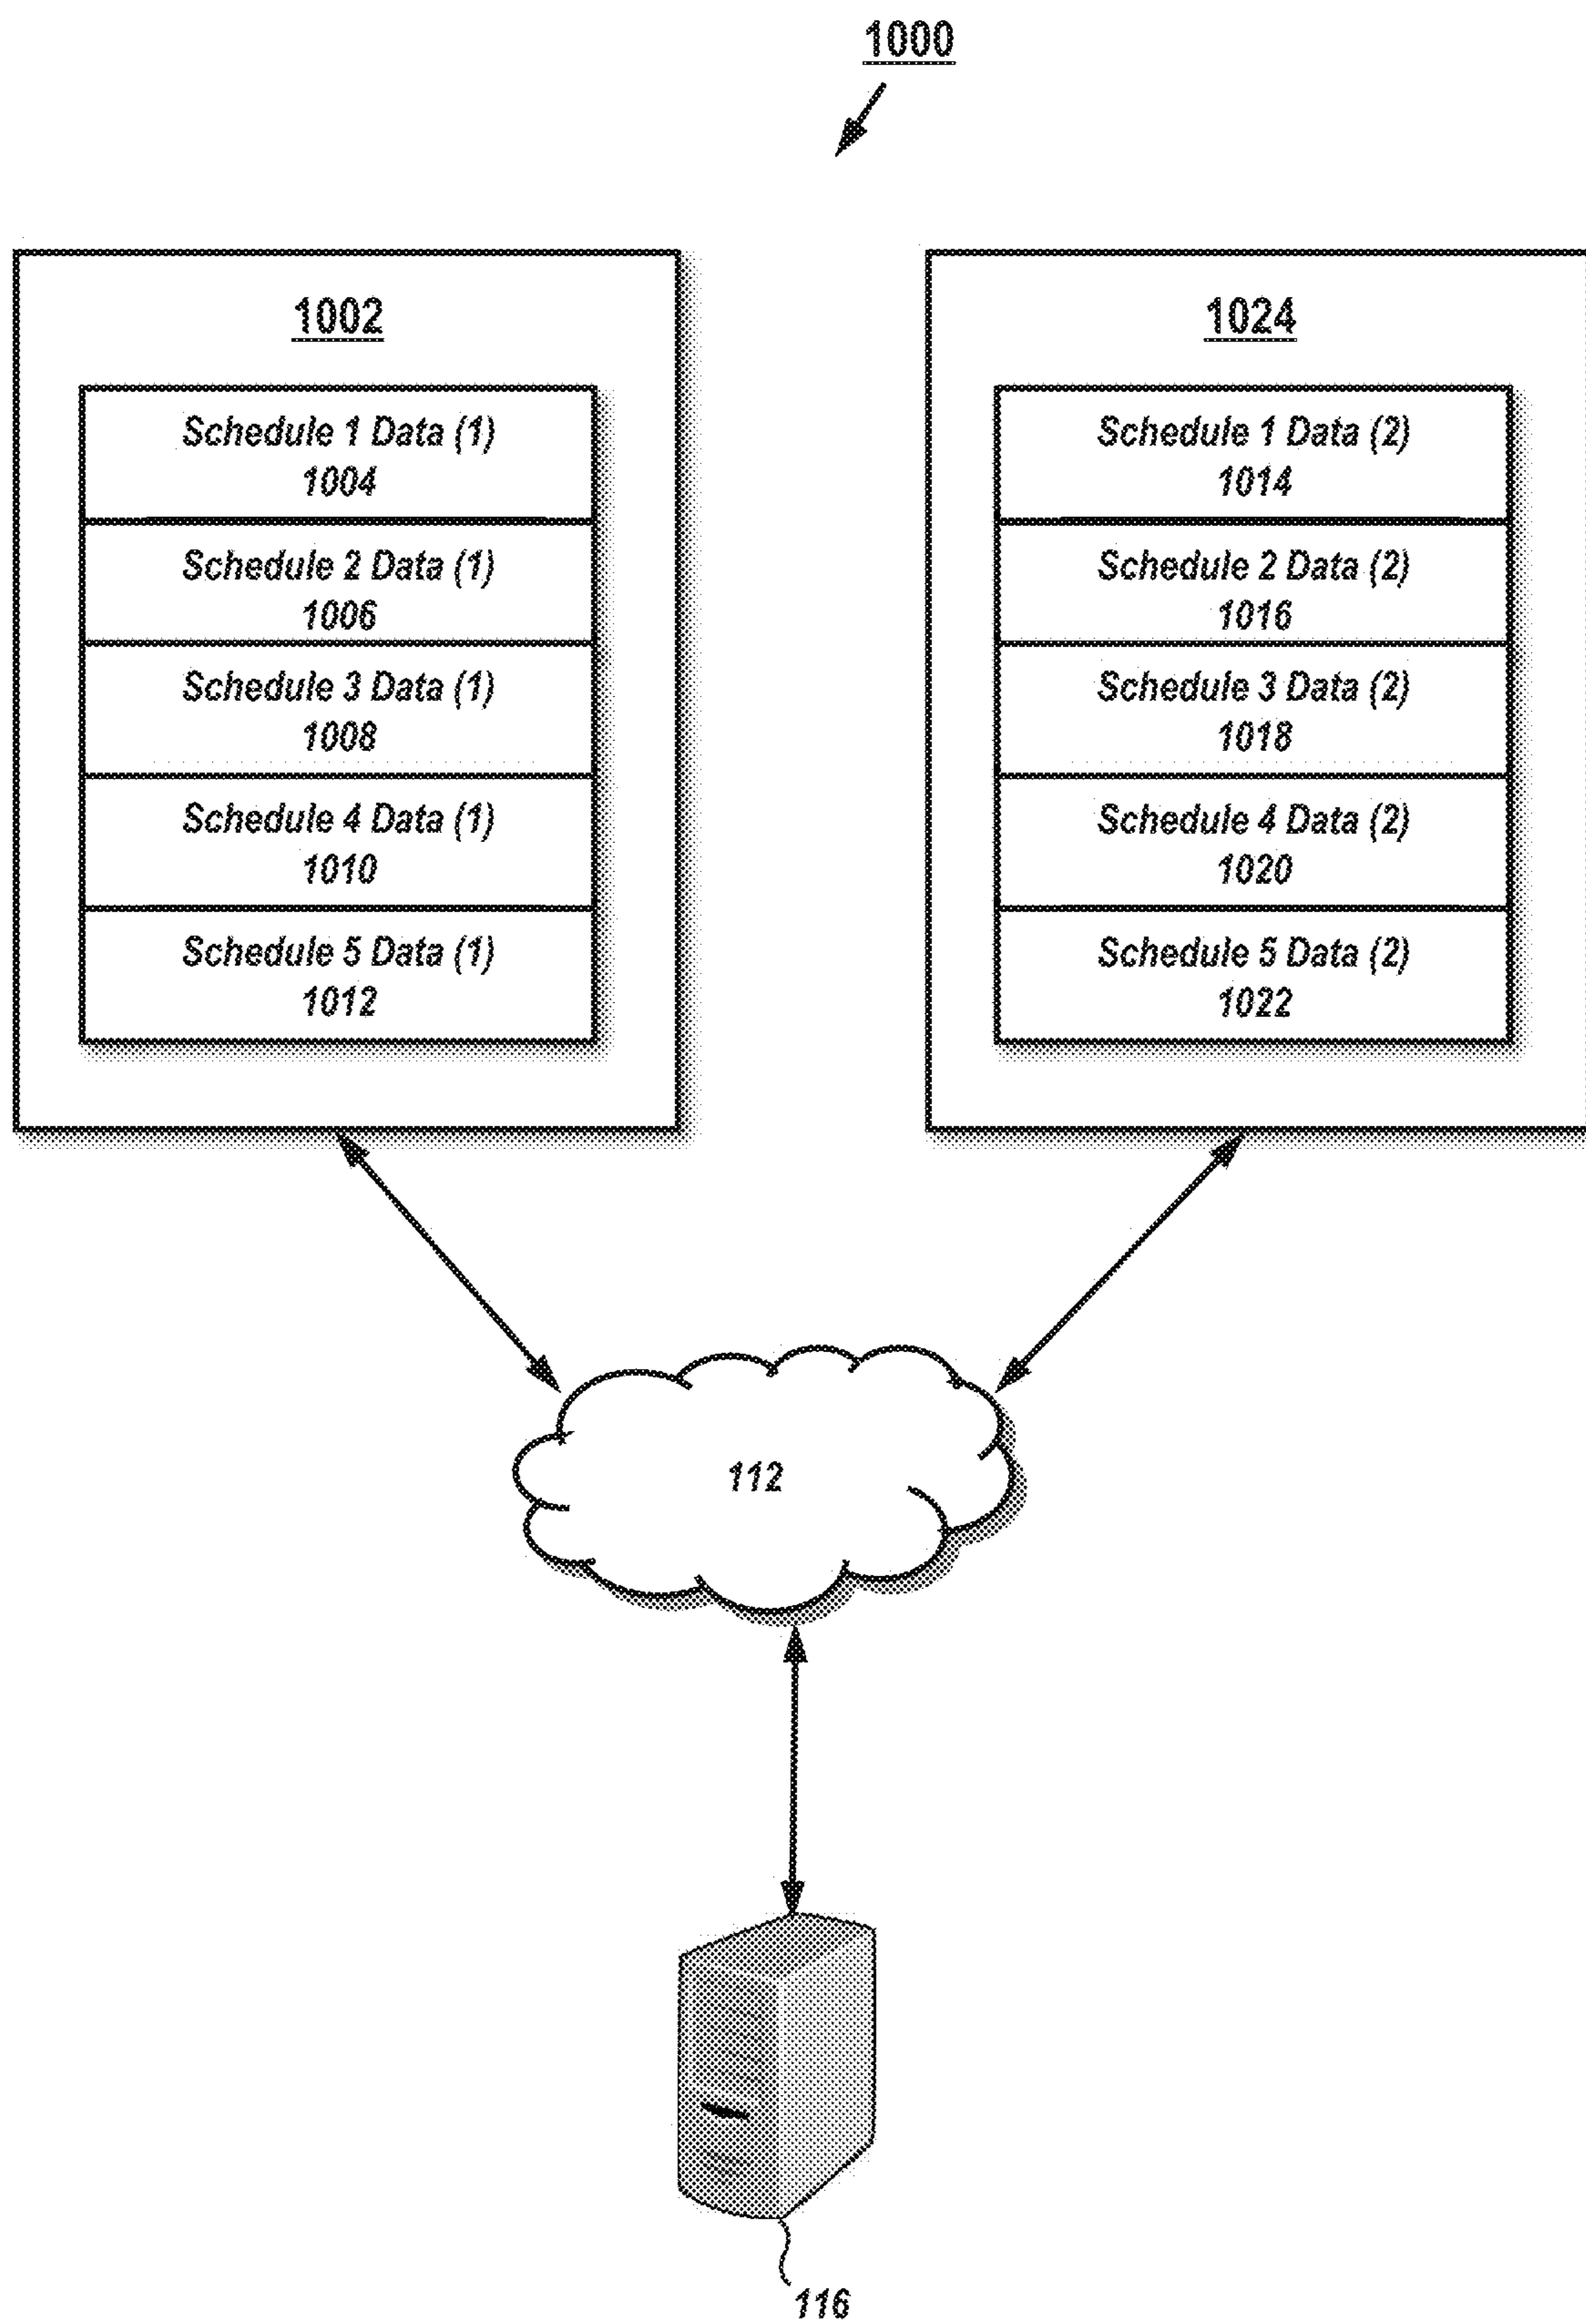 1000
1002
Schedule 1 Data (1)
1004
Schedule 2 Data (1)
1006
Schedule 3 Data (1)
1008
Schedule 4 Data (1)
1010
Schedule 5 Data (1)
1012
1024
Schedule 1 Data (2)
1014
Schedule 2 Data (2)
1016
Schedule 3 Data (2)
1018
Schedule 4 Data (2)
1020
Schedule 5 Data (2)
1022
112
116